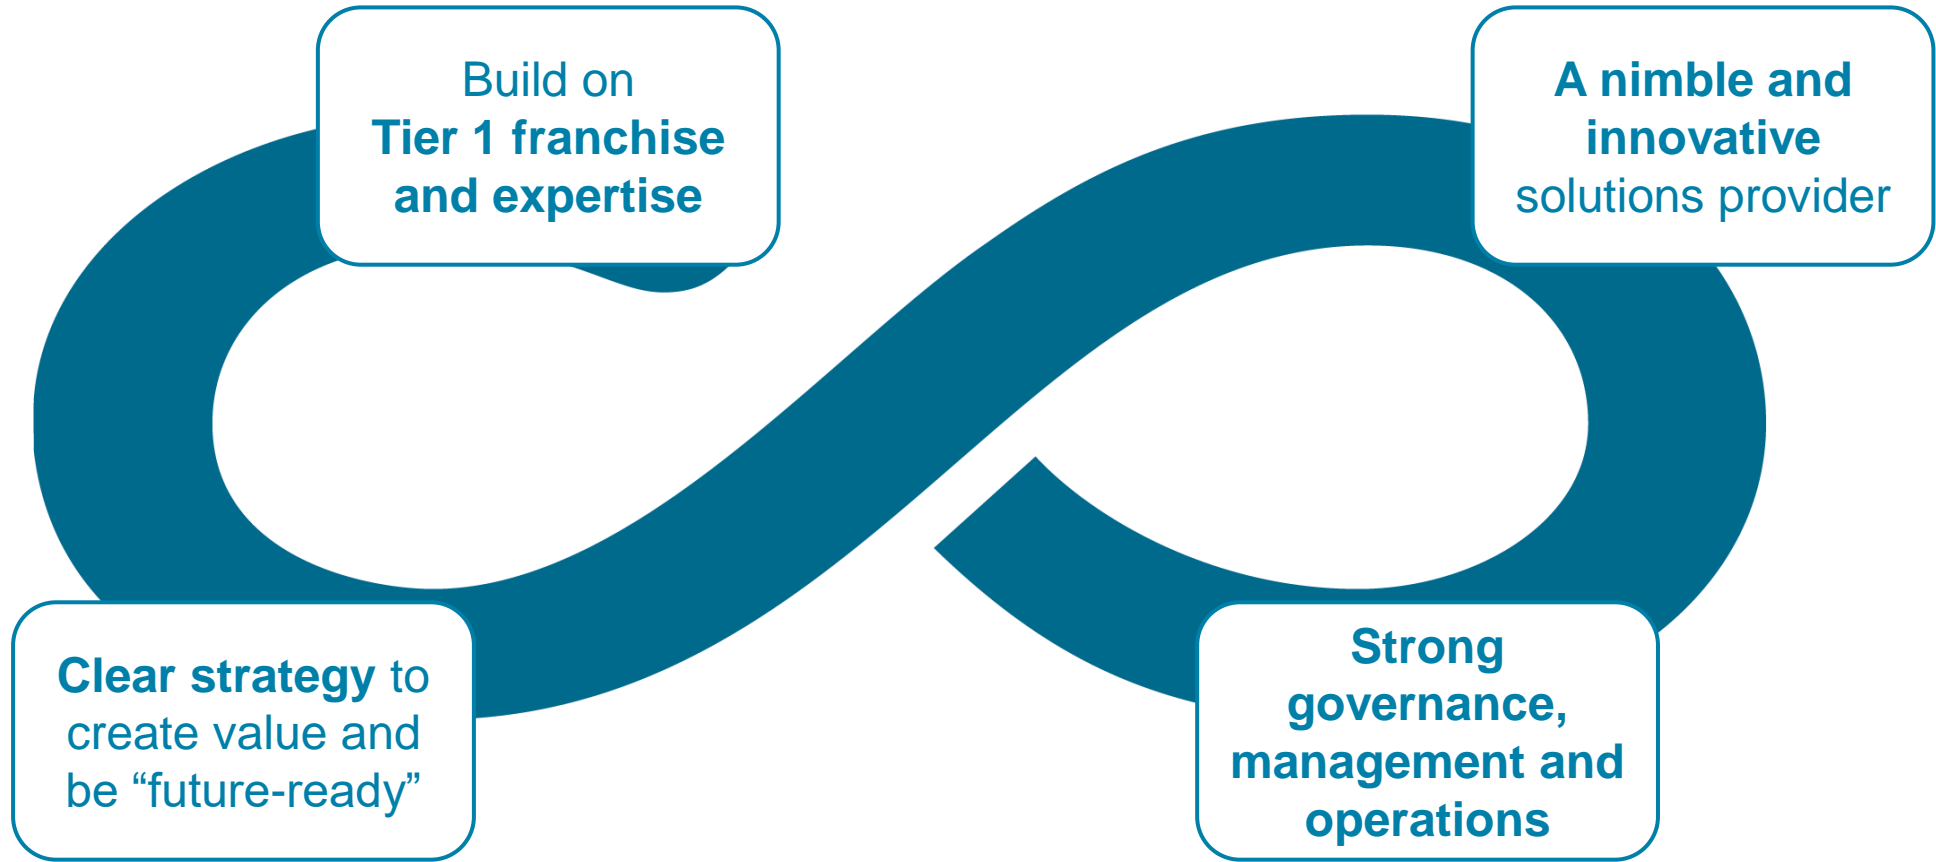 Build on
Tier 1 franchise
and expertise
A nimble and
innovative
solutions provider
Clear strategy to
create value and
be “future-ready”
Strong
governance,
management and
operations